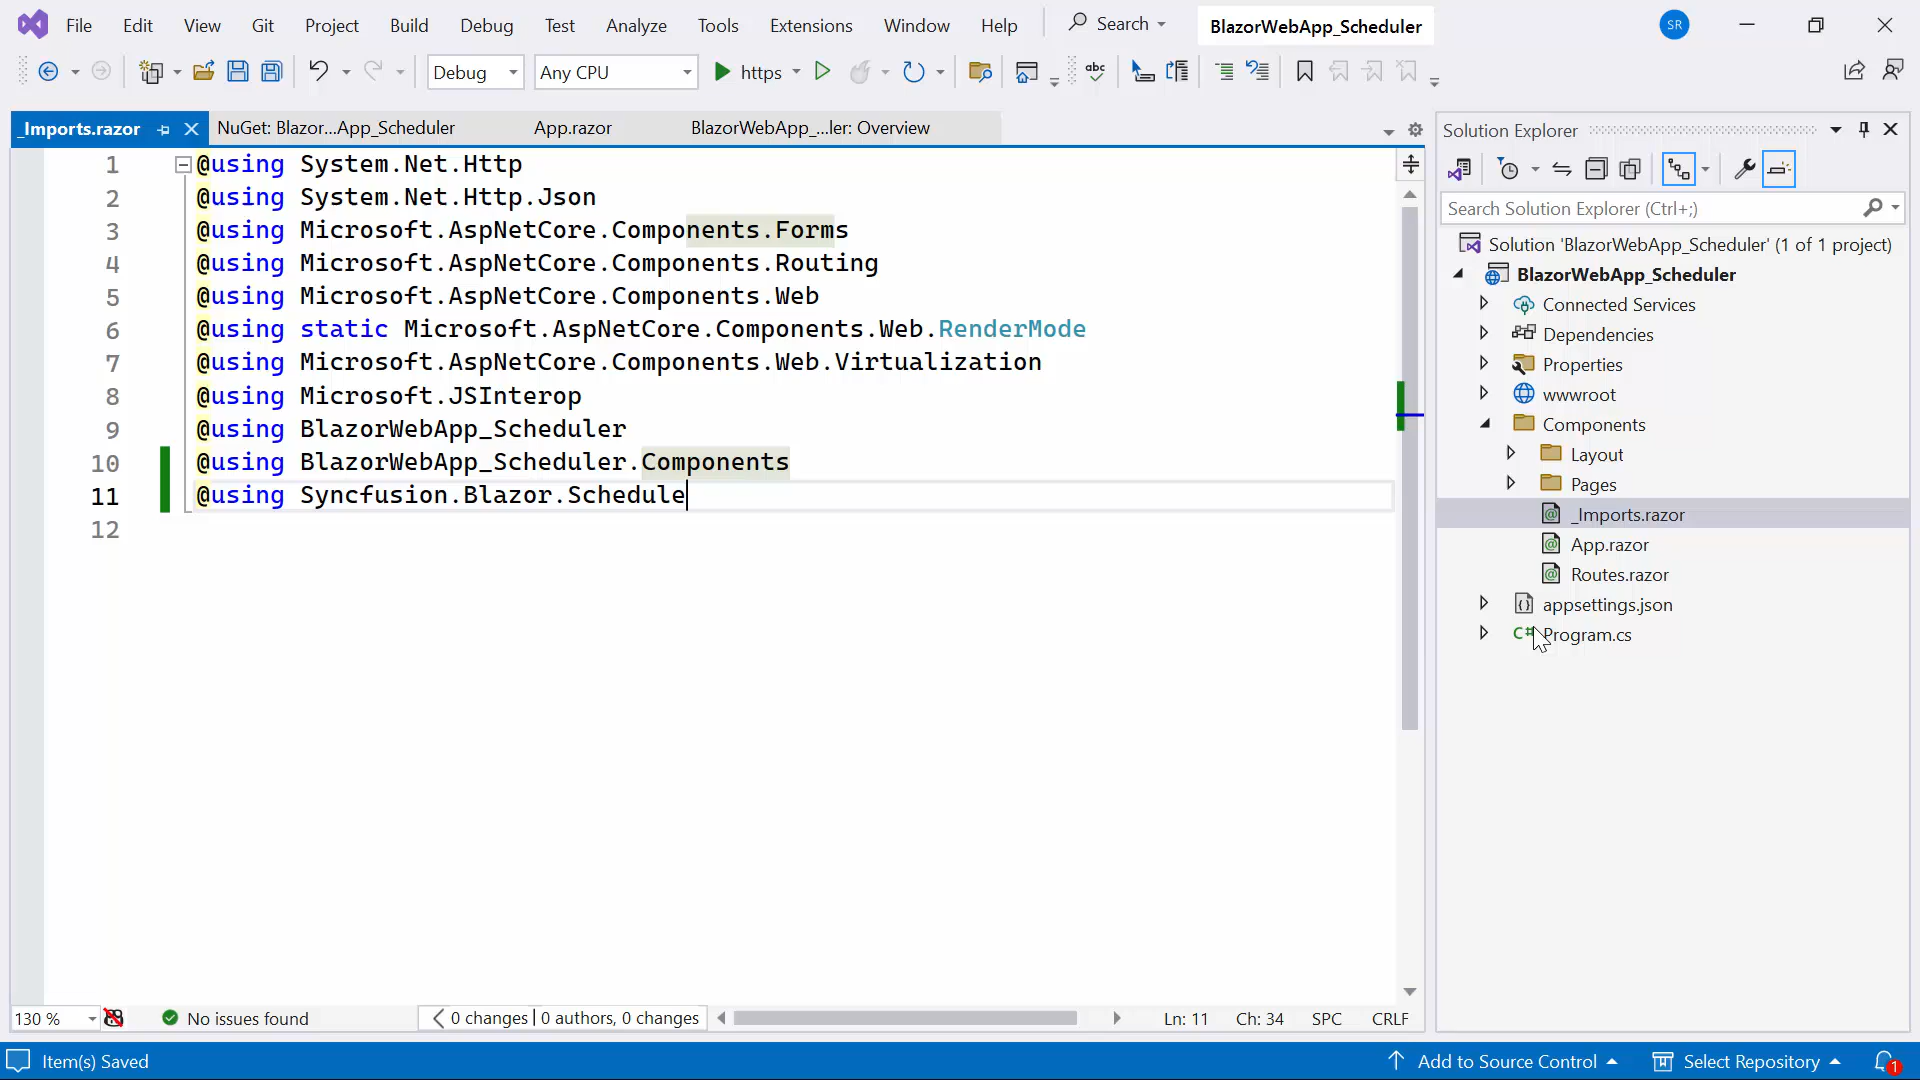 File Edit View Git Project Build Debug Test Analyze Tools Extensions Window Help Search BlazorWebApp_Scheduler SR
Debug Any CPU https abc
_Imports.razor NuGet: Blazor...App_Scheduler App.razor BlazorWebApp_...ler: Overview
1 @using System.Net.Http
2 @using System.Net.Http.Json
3 @using Microsoft.AspNetCore.Components.Forms
4 @using Microsoft.AspNetCore.Components.Routing
5 @using Microsoft.AspNetCore.Components.Web
6 @using static Microsoft.AspNetCore.Components.Web.RenderMode
7 @using Microsoft.AspNetCore.Components.Web.Virtualization
8 @using Microsoft.JSInterop
9 @using BlazorWebApp_Scheduler
10 @using BlazorWebApp_Scheduler.Components
11 @using Syncfusion.Blazor.Schedule
12
Solution Explorer
Search Solution Explorer (Ctrl+;)
Solution 'BlazorWebApp_Scheduler' (1 of 1 project)
BlazorWebApp_Scheduler
Connected Services
Dependencies
Properties
wwwroot
Components
Layout
Pages
_Imports.razor
App.razor
Routes.razor
appsettings.json
C# Program.cs
130 % No issues found 0 changes | 0 authors, 0 changes Ln: 11 Ch: 34 SPC CRLF
Item(s) Saved Add to Source Control Select Repository 1